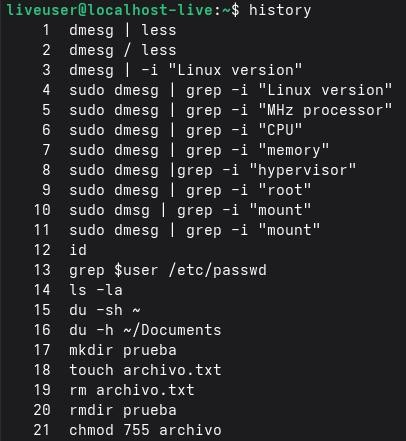 liveuser@localhost-live:~$ history
1 dmesg | less
2 dmesg / less
3 dmesg | -i "Linux version"
4 sudo dmesg | grep -i "Linux version"
5 sudo dmesg | grep -i "MHz processor"
6 sudo dmesg | grep -i "CPU"
7 sudo dmesg | grep -i "memory"
8 sudo dmesg |grep -i "hypervisor"
9 sudo dmesg | grep -i "root"
10 sudo dmsg | grep -i "mount"
11 sudo dmesg | grep -i "mount"
12 id
13 grep $user /etc/passwd
14 ls -la
15 du -sh ~
16 du -h ~/Documents
17 mkdir prueba
18 touch archivo.txt
19 rm archivo.txt
20 rmdir prueba
21 chmod 755 archivo